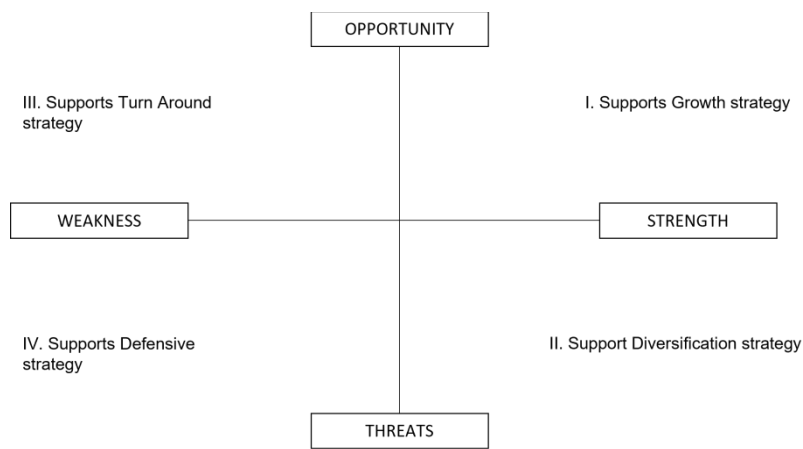 OPPORTUNITY
III. Supports Turn Around
strategy
I. Supports Growth strategy
WEAKNESS
STRENGTH
IV. Supports Defensive
strategy
II. Support Diversification strategy
THREATS